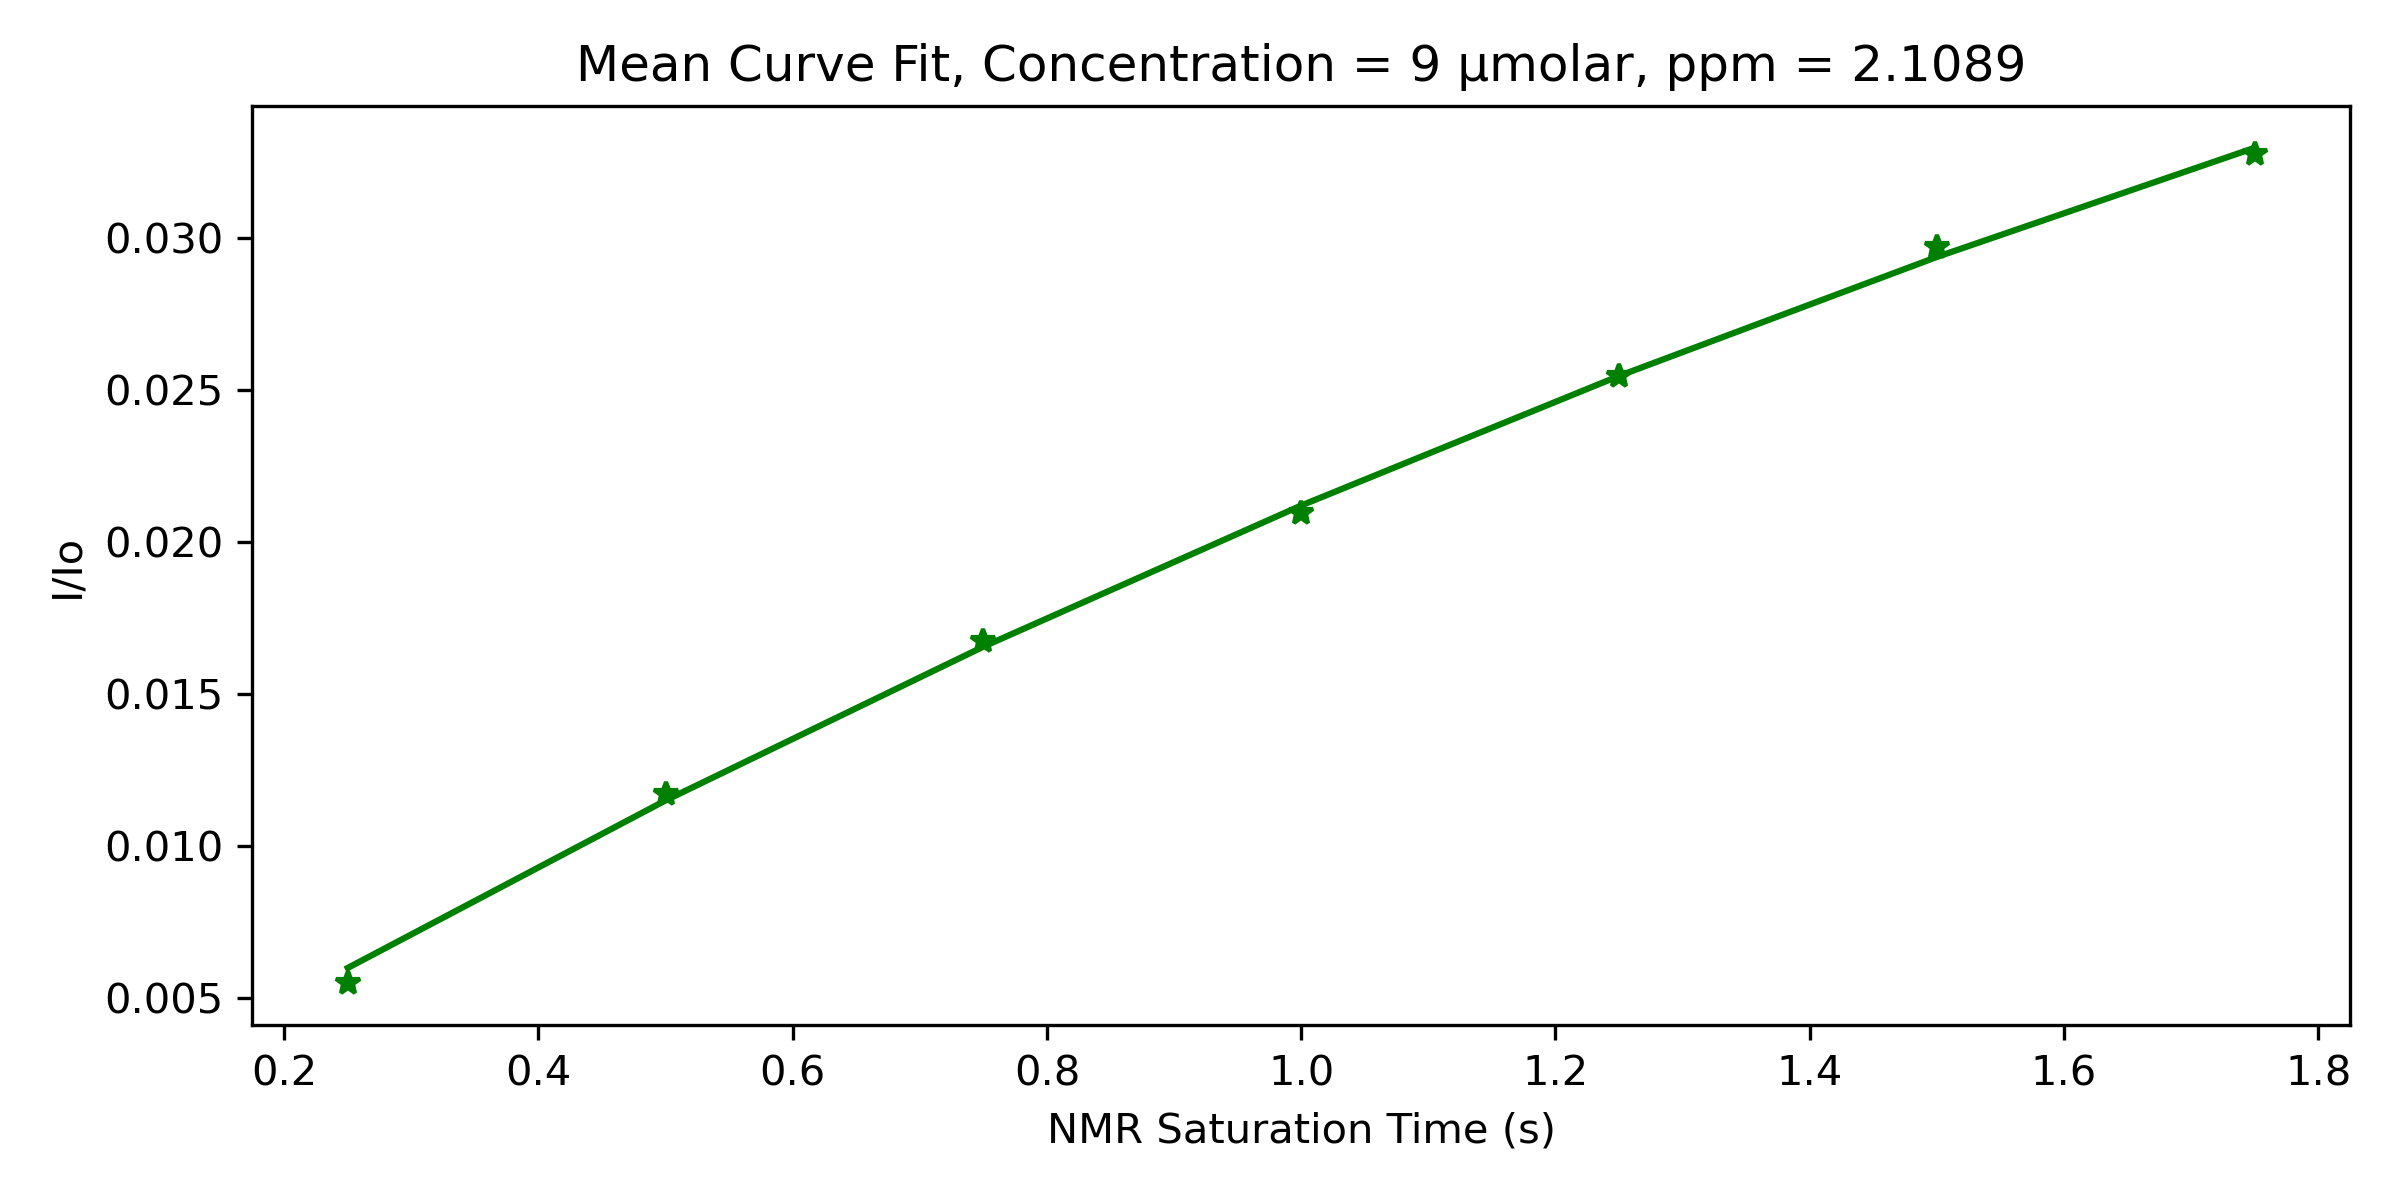 Mean Curve Fit, Concentration = 9 µmolar, ppm = 2.1089
0.030
0.025
0.020
0.015
0.010
0.005
I/Io
0.2 0.4 0.6 0.8 1.0 1.2 1.4 1.6 1.8
NMR Saturation Time (s)